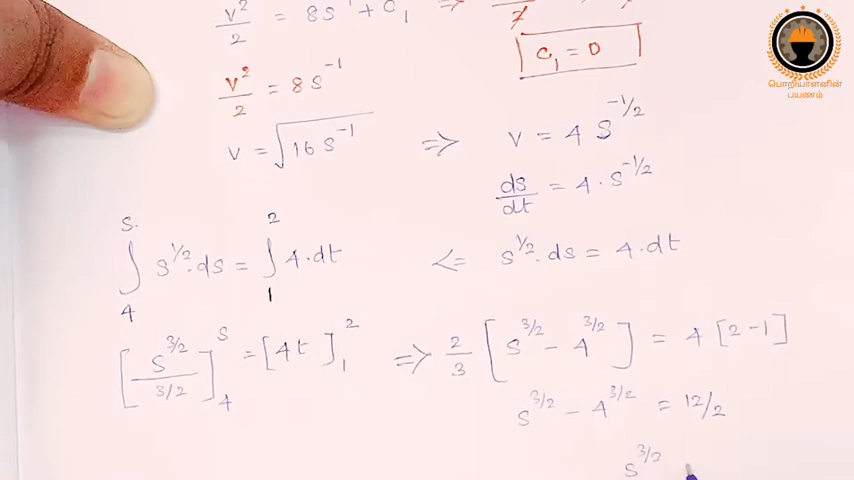 v²/2 = 8s + C₁ ⇒
C₁ = 0
v²/2 = 8s⁻¹
v = √16s⁻¹ ⇒ v = 4 s^(-1/2)
ds/dt = 4 · s^(-1/2)
∫₄^S s^(1/2) · ds = ∫₁² 4 · dt <= s^(1/2) · ds = 4 · dt
[s^(3/2) / 3/2]₄^S = [4t]₁² ⇒ 2/3 [s^(3/2) - 4^(3/2)] = 4 [2-1]
s^(3/2) - 4^(3/2) = 12/2
s^(3/2)
பொறியாளனின்
பயணம்